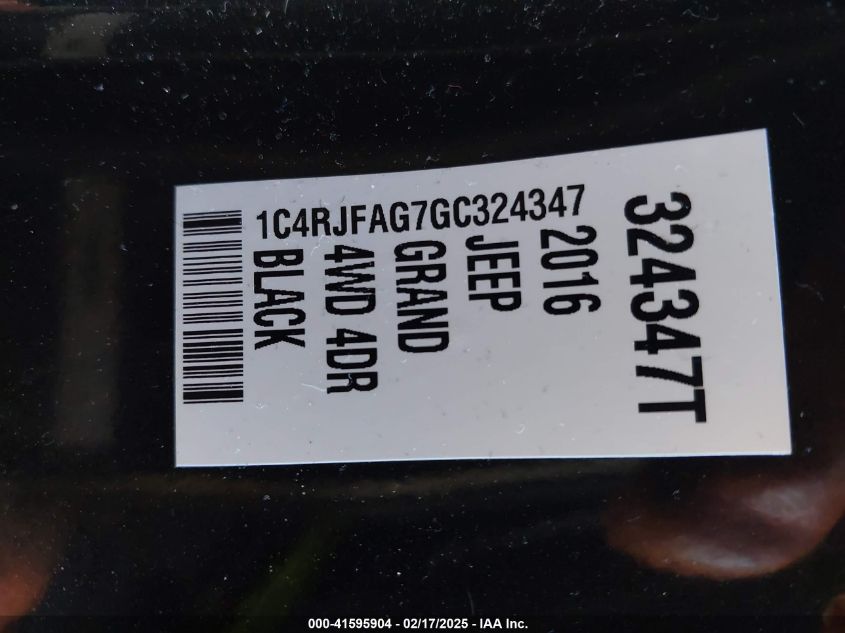 1C4RJFAG7GC324347
324347T
2016
JEEP
GRAND
4WD 4DR
BLACK
000-41595904 - 02/17/2025 - IAA Inc.